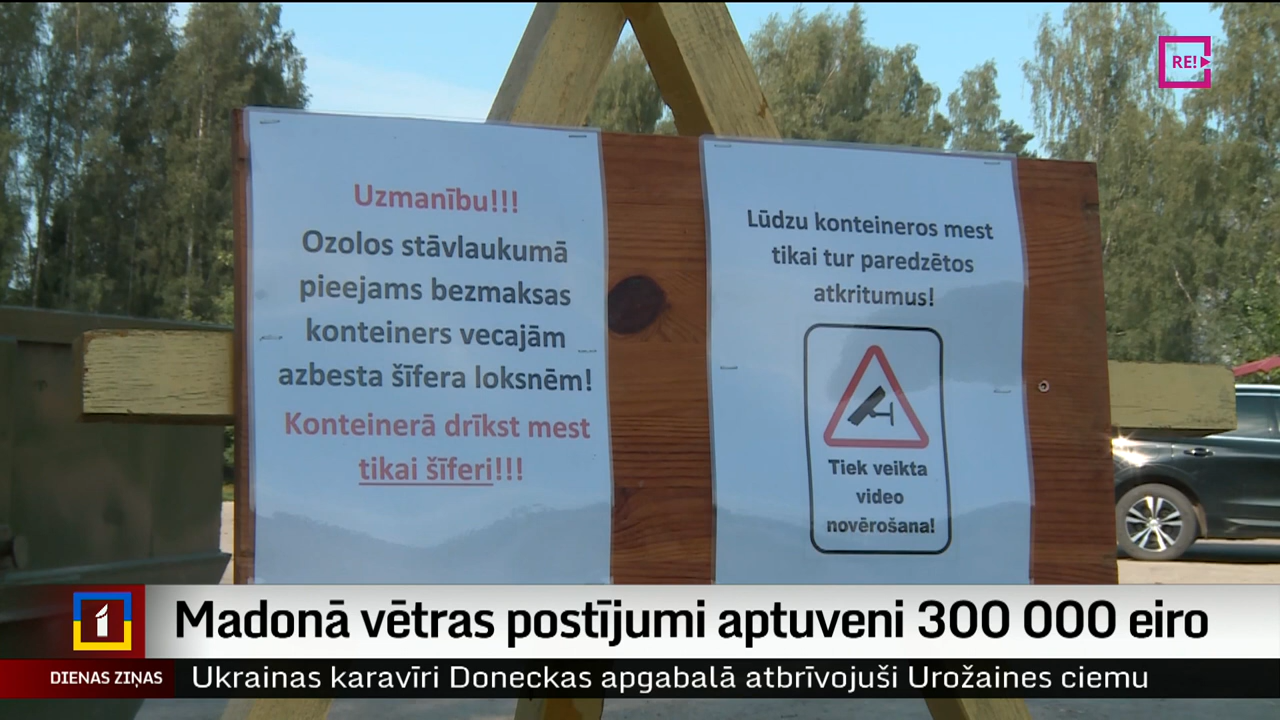 RE!
Uzmanību!!!
Ozolos stāvlaukumā
pieejams bezmaksas
konteiners vecajām
azbesta šīfera loksnēm!
Konteinerā drīkst mest
tikai šīferi!!!
Lūdzu konteineros mest
tikai tur paredzētos
atkritumus!
Tiek veikta
video
novērošana!
1 Madonā vētras postījumi aptuveni 300 000 eiro
DIENAS ZIŅAS Ukrainas karavīri Doneckas apgabalā atbrīvojuši Urožaines ciemu